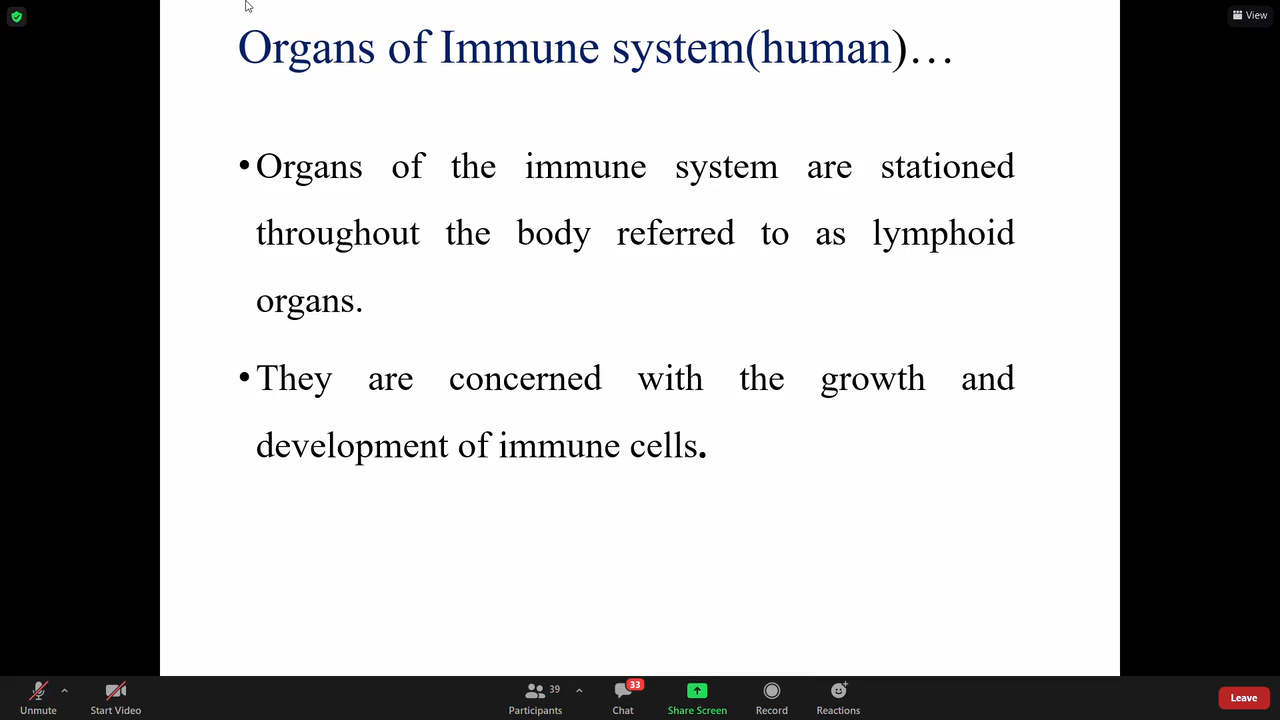 View
Organs of Immune system(human)…
•Organs of the immune system are stationed
throughout the body referred to as lymphoid
organs.
•They are concerned with the growth and
development of immune cells.
39
33
Unmute
Start Video
Participants
Chat
Share Screen
Record
Reactions
Leave